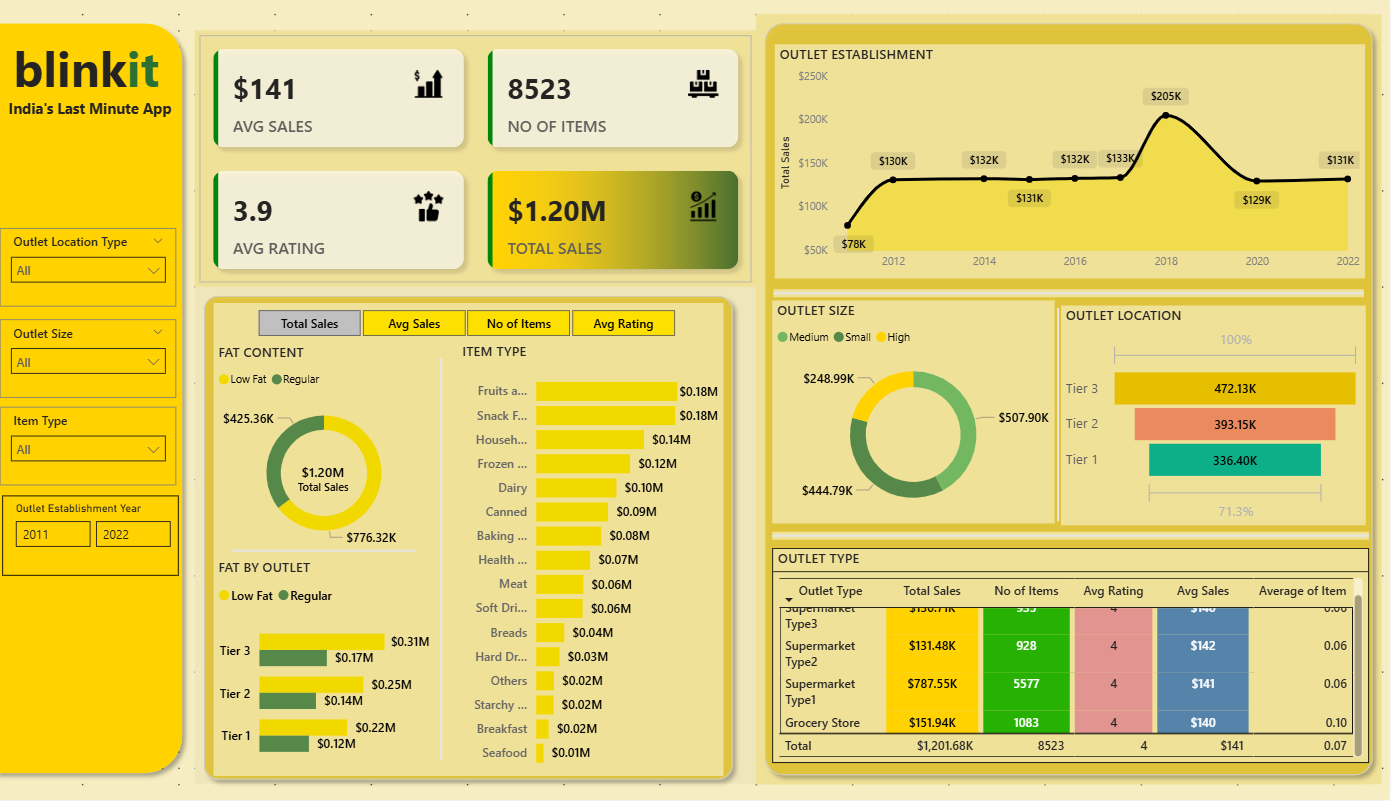 blinkit
India's Last Minute App
Outlet Location Type
All
Outlet Size
All
Item Type
All
Outlet Establishment Year
2011 2022
$141
AVG SALES
8523
NO OF ITEMS
3.9
AVG RATING
$1.20M
TOTAL SALES
Total Sales Avg Sales No of Items Avg Rating
FAT CONTENT
Low Fat Regular
$425.36K
$1.20M
Total Sales
$776.32K
FAT BY OUTLET
Low Fat Regular
Tier 3 $0.31M
$0.17M
Tier 2 $0.25M
$0.14M
Tier 1 $0.22M
$0.12M
ITEM TYPE
Fruits a... $0.18M
Snack F... $0.18M
Househ... $0.14M
Frozen ... $0.12M
Dairy $0.10M
Canned $0.09M
Baking ... $0.08M
Health ... $0.07M
Meat $0.06M
Soft Dri... $0.06M
Breads $0.04M
Hard Dr... $0.03M
Others $0.02M
Starchy ... $0.02M
Breakfast $0.02M
Seafood $0.01M
OUTLET ESTABLISHMENT
Total Sales
$250K
$200K
$150K
$100K
$50K
$78K
$130K
$132K
$131K
$132K
$133K
$205K
$129K
$131K
2012 2014 2016 2018 2020 2022
OUTLET SIZE
Medium Small High
$248.99K
$507.90K
$444.79K
OUTLET LOCATION
100%
Tier 3 472.13K
Tier 2 393.15K
Tier 1 336.40K
71.3%
OUTLET TYPE
Outlet Type Total Sales No of Items Avg Rating Avg Sales Average of Item
Supermarket $130.71K 935 4 $140 0.06
Type3
Supermarket $131.48K 928 4 $142 0.06
Type2
Supermarket $787.55K 5577 4 $141 0.06
Type1
Grocery Store $151.94K 1083 4 $140 0.10
Total $1,201.68K 8523 4 $141 0.07